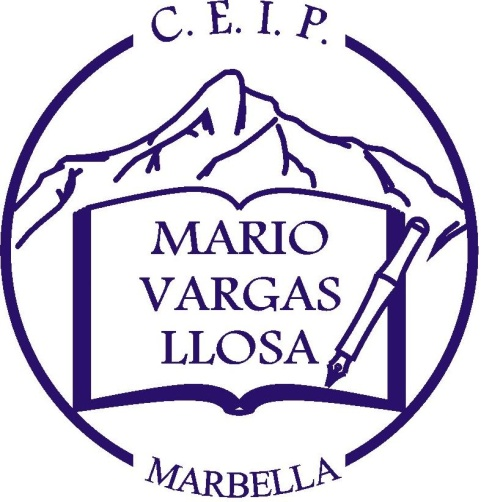 C. E. I. P.
MARIO
VARGAS
LLOSA
MARBELLA